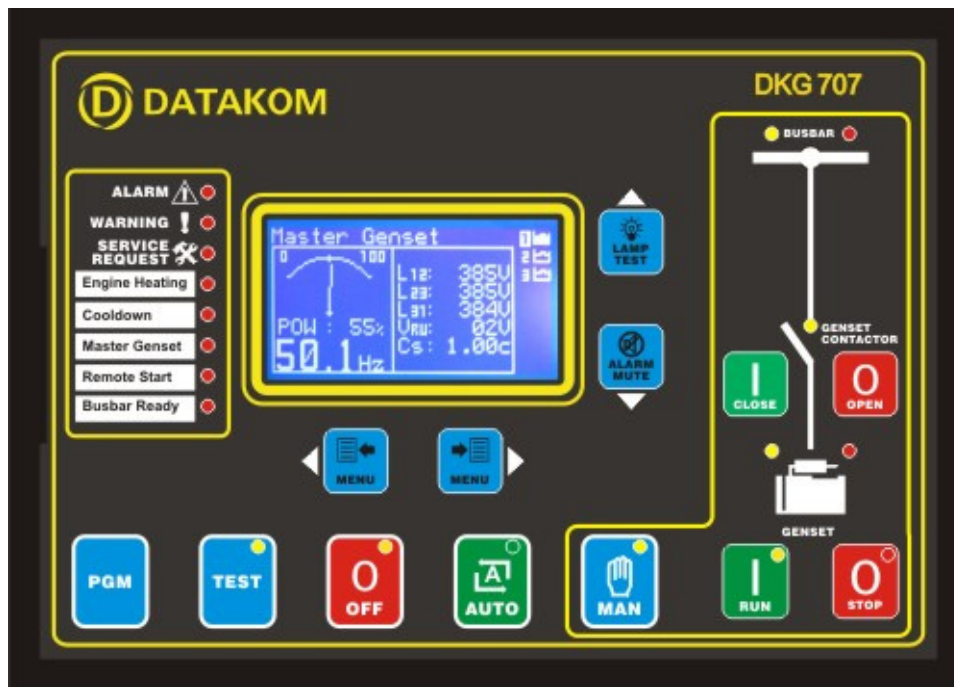 DATAKOM
DKG 707
BUSBAR
ALARM
WARNING !
SERVICE
REQUEST
Engine Heating
Cooldown
Master Genset
Remote Start
Busbar Ready
Master Genset
0 100
L12: 385V
L23: 385V
L31: 384V
VRU: 02V
Cs: 1.00c
POW : 55%
50.1Hz
1
2
3
LAMP
TEST
ALARM
MUTE
GENSET
CONTACTOR
I
CLOSE
O
OPEN
MENU
MENU
GENSET
PGM
TEST
O
OFF
A
AUTO
MAN
I
RUN
O
STOP